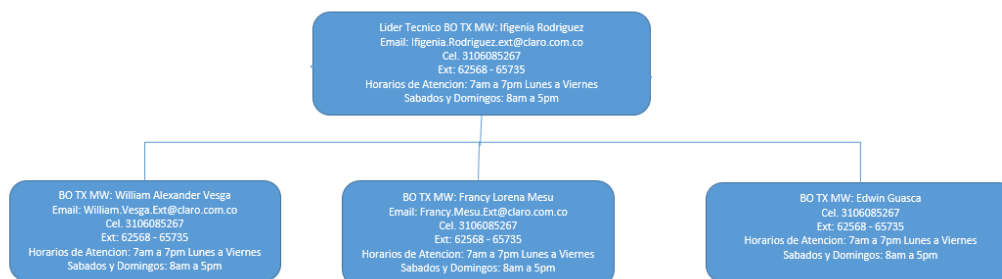 Lider Tecnico BO TX MW: Ifigenia Rodriguez
Email: Ifigenia.Rodriguez.ext@claro.com.co
Cel. 3106085267
Ext: 62568 - 65735
Horarios de Atencion: 7am a 7pm Lunes a Viernes
Sabados y Domingos: 8am a 5pm
BO TX MW: William Alexander Vesga
Email: William.Vesga.Ext@claro.com.co
Cel. 3106085267
Ext: 62568 - 65735
Horarios de Atencion: 7am a 7pm Lunes a Viernes
Sabados y Domingos: 8am a 5pm
BO TX MW: Francy Lorena Mesu
Email: Francy.Mesu.Ext@claro.com.co
Cel. 3106085267
Ext: 62568 - 65735
Horarios de Atencion: 7am a 7pm Lunes a Viernes
Sabados y Domingos: 8am a 5pm
BO TX MW: Edwin Guasca
Cel. 3106085267
Ext: 62568 - 65735
Horarios de Atencion: 7am a 7pm Lunes a Viernes
Sabados y Domingos: 8am a 5pm